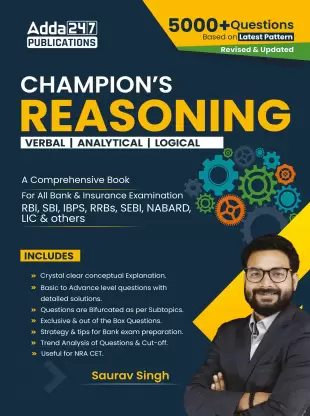 Adda247
PUBLICATIONS
5000+Questions
Based on Latest Pattern
Revised & Updated
CHAMPION'S
REASONING
VERBAL | ANALYTICAL | LOGICAL
A Comprehensive Book
For All Bank & Insurance Examination
RBI, SBI, IBPS, RRBs, SEBI, NABARD,
LIC & others
INCLUDES
» Crystal clear conceptual Explanation.
» Basic to Advance level questions with
detailed solutions.
» Questions are Bifurcated as per Subtopics.
» Exclusive & out of the Box Questions.
» Strategy & tips for Bank exam preparation.
» Trend Analysis of Questions & Cut-off.
» Useful for NRA CET.
Saurav Singh